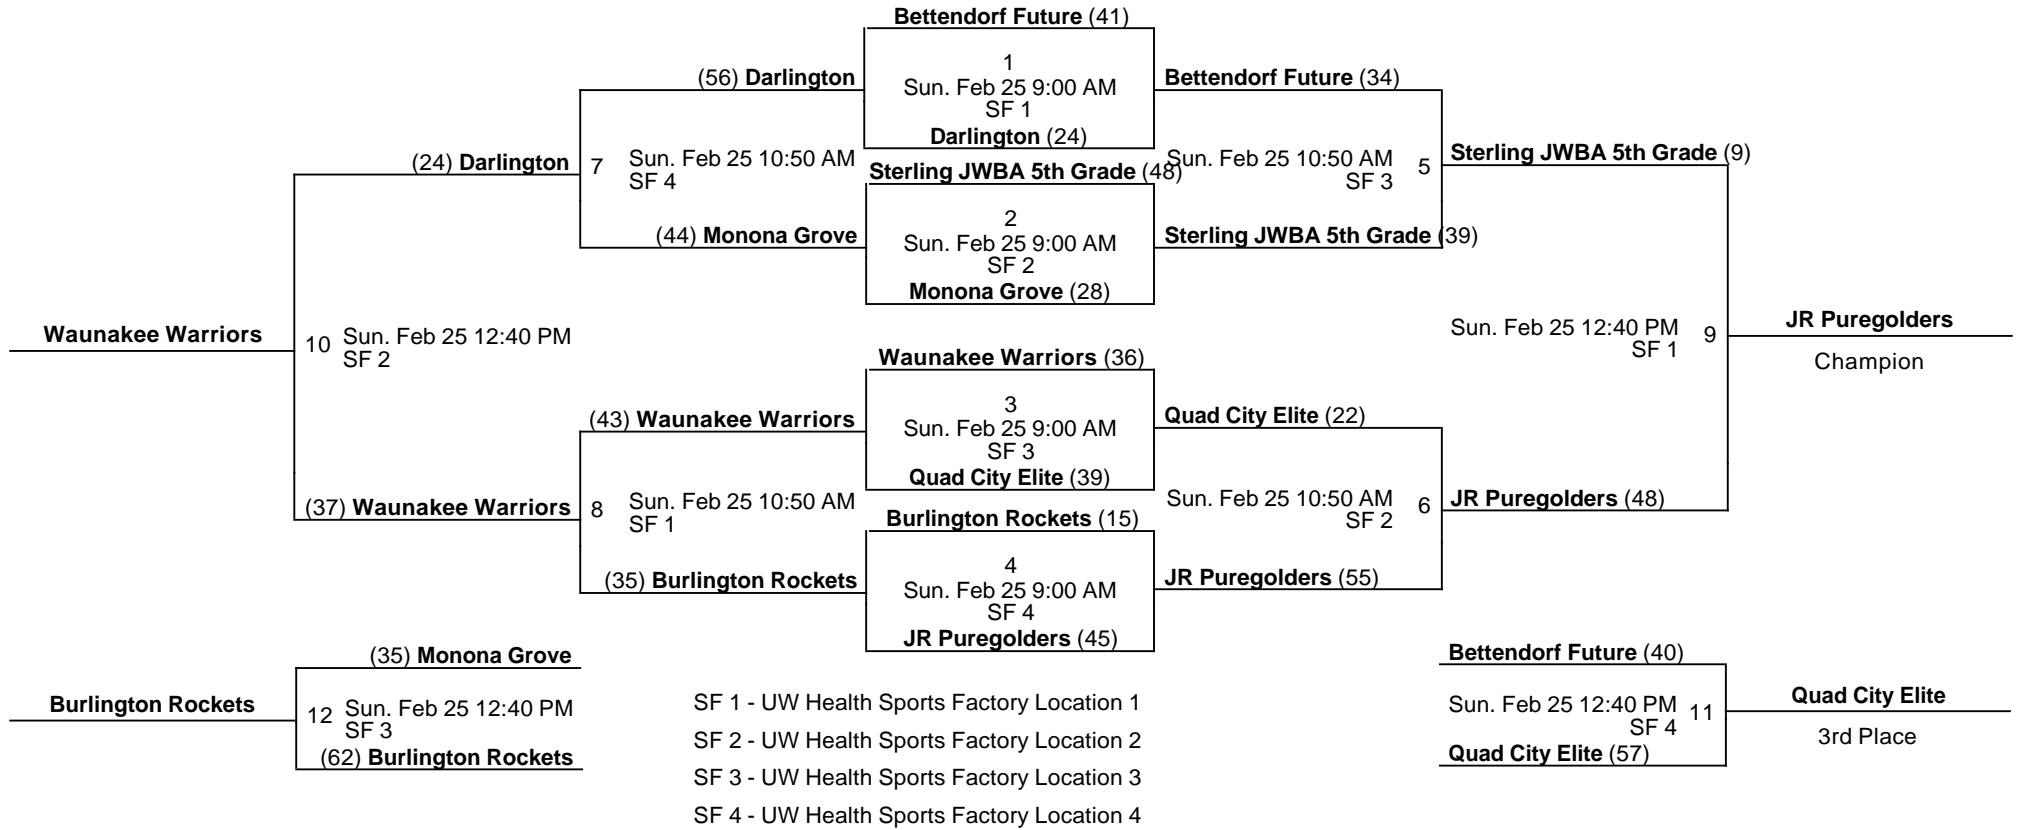 Bettendorf Future (41)
1
Sun. Feb 25 9:00 AM
SF 1
Darlington (24)
(56) Darlington
Bettendorf Future (34)
(24) Darlington
7 Sun. Feb 25 10:50 AM
SF 4
Sun. Feb 25 10:50 AM 5
SF 3
Sterling JWBA 5th Grade (9)
Sterling JWBA 5th Grade (48)
2
Sun. Feb 25 9:00 AM
SF 2
Monona Grove (28)
(44) Monona Grove
Sterling JWBA 5th Grade (39)
Waunakee Warriors
10 Sun. Feb 25 12:40 PM
SF 2
Sun. Feb 25 12:40 PM 9
SF 1
JR Puregolders
Champion
Waunakee Warriors (36)
3
Sun. Feb 25 9:00 AM
SF 3
Quad City Elite (39)
(43) Waunakee Warriors
Quad City Elite (22)
(37) Waunakee Warriors
8 Sun. Feb 25 10:50 AM
SF 1
Sun. Feb 25 10:50 AM 6
SF 2
JR Puregolders (48)
Burlington Rockets (15)
4
Sun. Feb 25 9:00 AM
SF 4
JR Puregolders (45)
(35) Burlington Rockets
JR Puregolders (55)
(35) Monona Grove
Burlington Rockets
12 Sun. Feb 25 12:40 PM
SF 3
(62) Burlington Rockets
Bettendorf Future (40)
Sun. Feb 25 12:40 PM 11
SF 4
Quad City Elite (57)
Quad City Elite
3rd Place
SF 1 - UW Health Sports Factory Location 1
SF 2 - UW Health Sports Factory Location 2
SF 3 - UW Health Sports Factory Location 3
SF 4 - UW Health Sports Factory Location 4